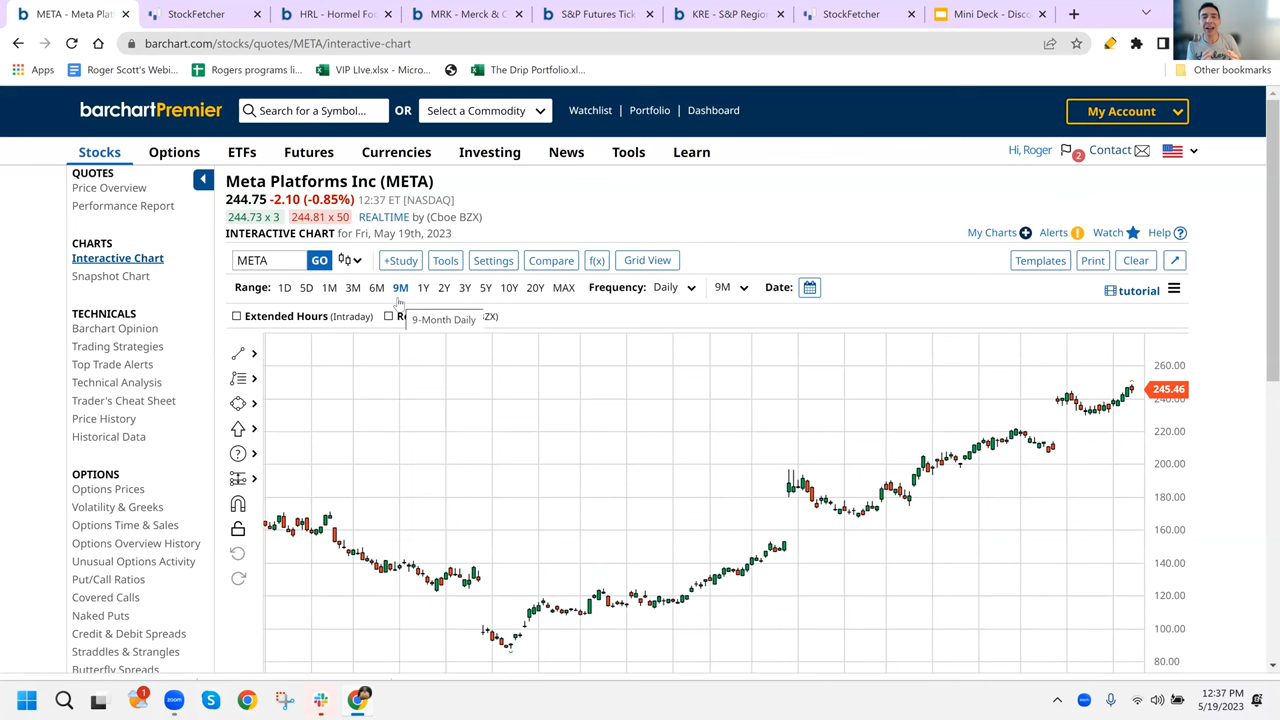 META - Meta Plat
StockFetcher
HRL - Hormel Fo
MRK - Merck & C
S&P Futures Tick
KRE - S&P Regio
StockFetcher
Mini Deck - Disco
barchart.com/stocks/quotes/META/interactive-chart
Apps
Roger Scott's Webi...
Rogers programs li...
VIP LIve.xlsx - Micro...
The Drip Portfolio.xl...
Other bookmarks
barchartPremier
Search for a Symbol...
OR
Select a Commodity
Watchlist | Portfolio | Dashboard
My Account
Stocks
Options
ETFs
Futures
Currencies
Investing
News
Tools
Learn
Hi, Roger
2
Contact
QUOTES
Price Overview
Performance Report
CHARTS
Interactive Chart
Snapshot Chart
TECHNICALS
Barchart Opinion
Trading Strategies
Top Trade Alerts
Technical Analysis
Trader's Cheat Sheet
Price History
Historical Data
OPTIONS
Options Prices
Volatility & Greeks
Options Time & Sales
Options Overview History
Unusual Options Activity
Put/Call Ratios
Covered Calls
Naked Puts
Credit & Debit Spreads
Straddles & Strangles
Butterfly Spreads
Meta Platforms Inc (META)
244.75 -2.10 (-0.85%) 12:37 ET [NASDAQ]
244.73 x 3 244.81 x 50 REALTIME by (Cboe BZX)
INTERACTIVE CHART for Fri, May 19th, 2023
My Charts
Alerts
Watch
Help
META
GO
+Study
Tools
Settings
Compare
f(x)
Grid View
Templates
Print
Clear
Range: 1D 5D 1M 3M 6M 9M 1Y 2Y 3Y 5Y 10Y 20Y MAX
Frequency: Daily
9M
Date:
tutorial
Extended Hours (Intraday)
ZX)
9-Month Daily
260.00
245.46
240.00
220.00
200.00
180.00
160.00
140.00
120.00
100.00
80.00
1
12:37 PM
5/19/2023